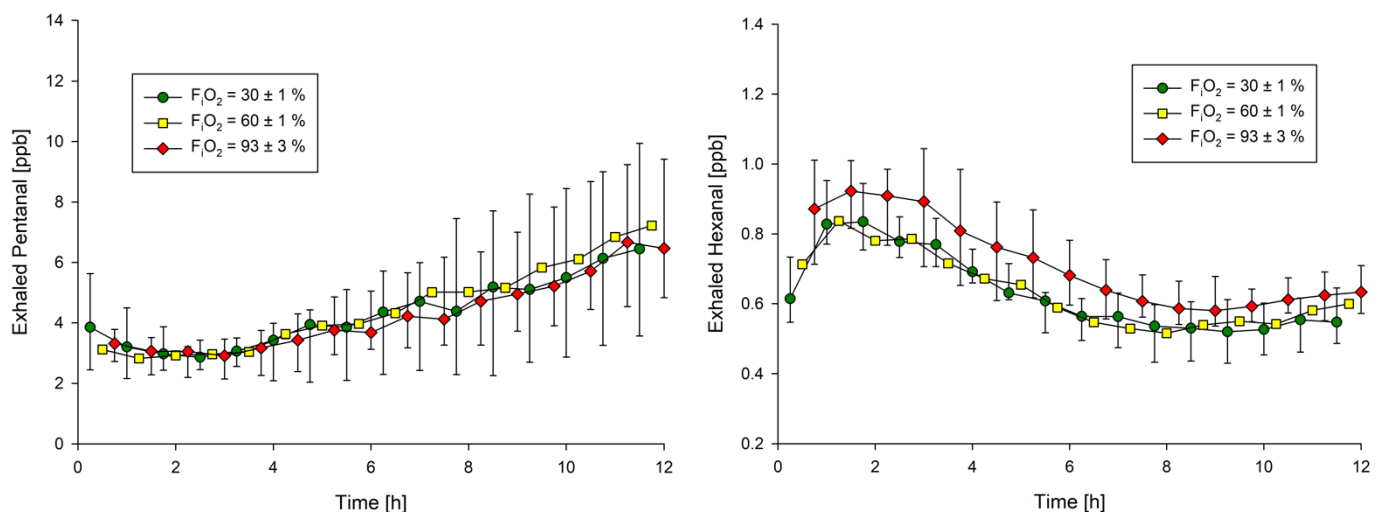 Exhaled Pentanal [ppb]
14
12
10
8
6
4
2
0
FiO2 = 30 ± 1 %
FiO2 = 60 ± 1 %
FiO2 = 93 ± 3 %
0 2 4 6 8 10 12
Time [h]
Exhaled Hexanal [ppb]
1.4
1.2
1.0
0.8
0.6
0.4
0.2
FiO2 = 30 ± 1 %
FiO2 = 60 ± 1 %
FiO2 = 93 ± 3 %
0 2 4 6 8 10 12
Time [h]